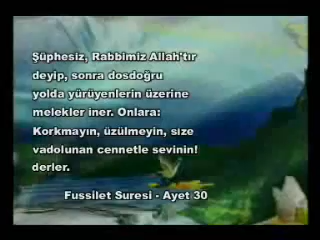 Şüphesiz, Rabbimiz Allah'tır
deyip, sonra dosdoğru
yolda yürüyenlerin üzerine
melekler iner. Onlara:
Korkmayın, üzülmeyin, size
vadolunan cennetle sevinin!
derler.
Fussilet Suresi - Ayet 30